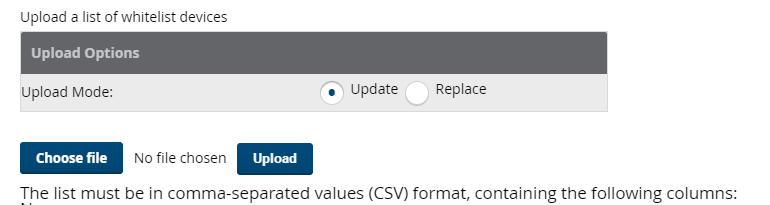 Upload a list of whitelist devices
Upload Options
Upload Mode: Update Replace
Choose file No file chosen Upload
The list must be in comma-separated values (CSV) format, containing the following columns: